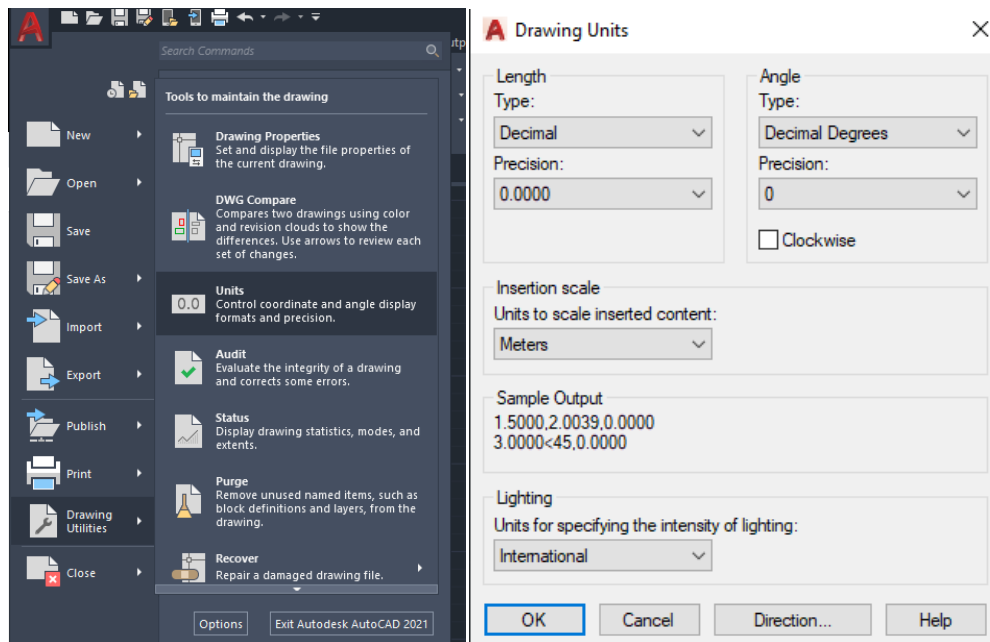 utp
Search Commands
Tools to maintain the drawing
New
Open
Save
Save As
Import
Export
Publish
Print
Drawing
Utilities
Close
Drawing Properties
Set and display the file properties of
the current drawing.
DWG Compare
Compares two drawings using color
and revision clouds to show the
differences. Use arrows to review each
set of changes.
0.0
Units
Control coordinate and angle display
formats and precision.
Audit
Evaluate the integrity of a drawing
and corrects some errors.
Status
Display drawing statistics, modes, and
extents.
Purge
Remove unused named items, such as
block definitions and layers, from the
drawing.
Recover
Repair a damaged drawing file.
Options
Exit Autodesk AutoCAD 2021
Drawing Units
Length
Type:
Decimal
Precision:
0.0000
Angle
Type:
Decimal Degrees
Precision:
0
Clockwise
Insertion scale
Units to scale inserted content:
Meters
Sample Output
1.5000,2.0039,0.0000
3.0000<45,0.0000
Lighting
Units for specifying the intensity of lighting:
International
OK
Cancel
Direction...
Help